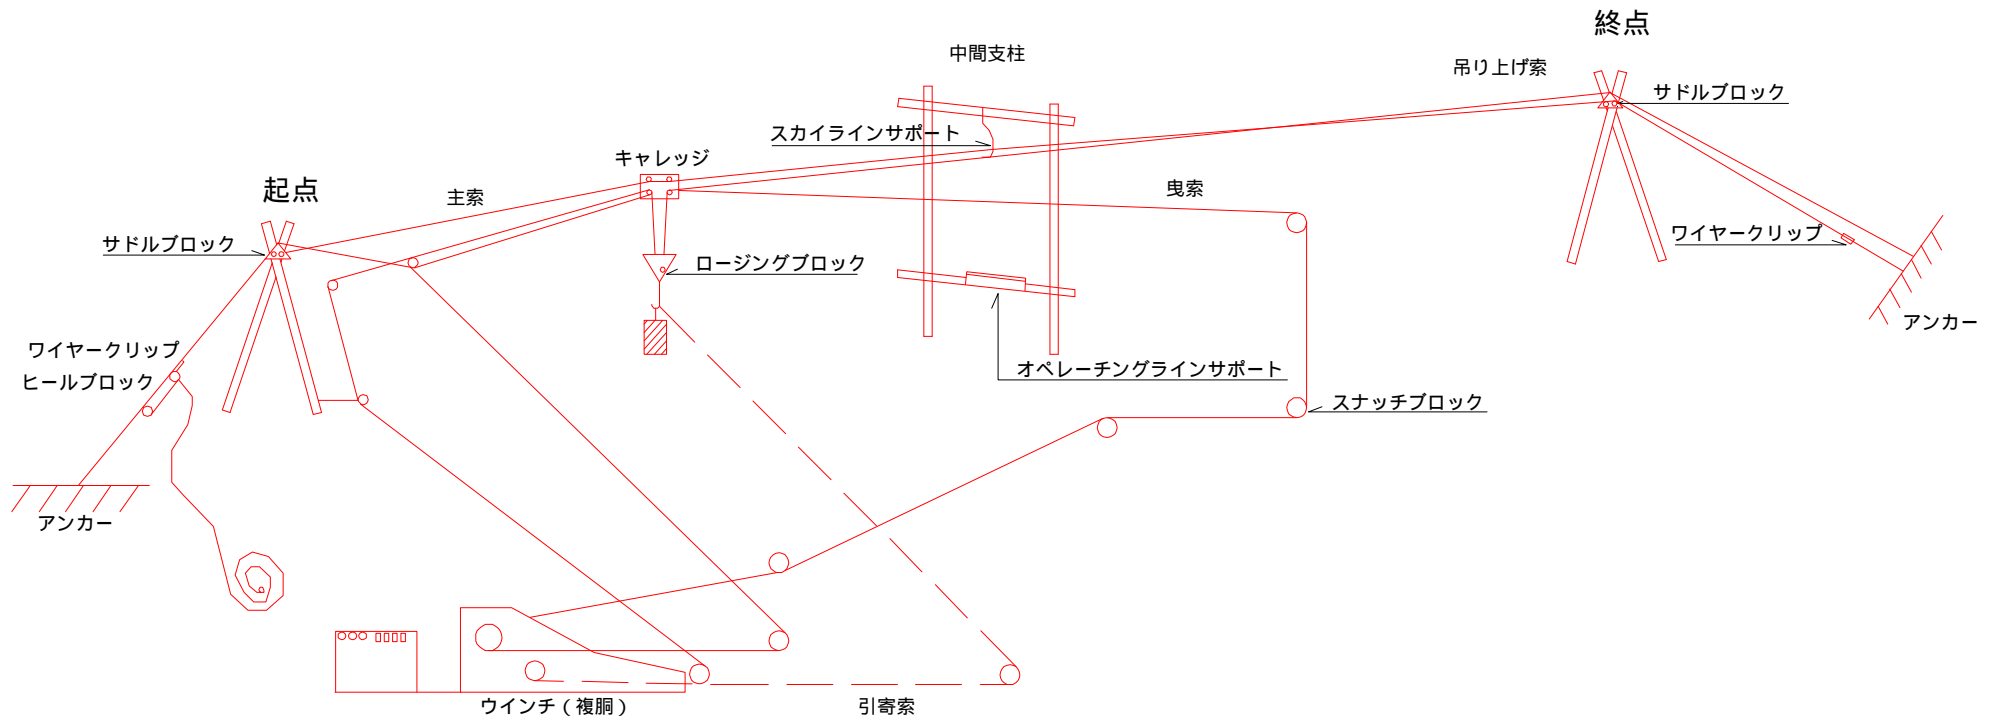 終点
中間支柱
吊り上げ索
サドルブロック
スカイラインサポート
キャレッジ
起点
主索
曳索
サドルブロック
ワイヤークリップ
ロージングブロック
アンカー
ワイヤークリップ
ヒールブロック
オペレーチングラインサポート
スナッチブロック
アンカー
ウインチ（複胴）
引寄索